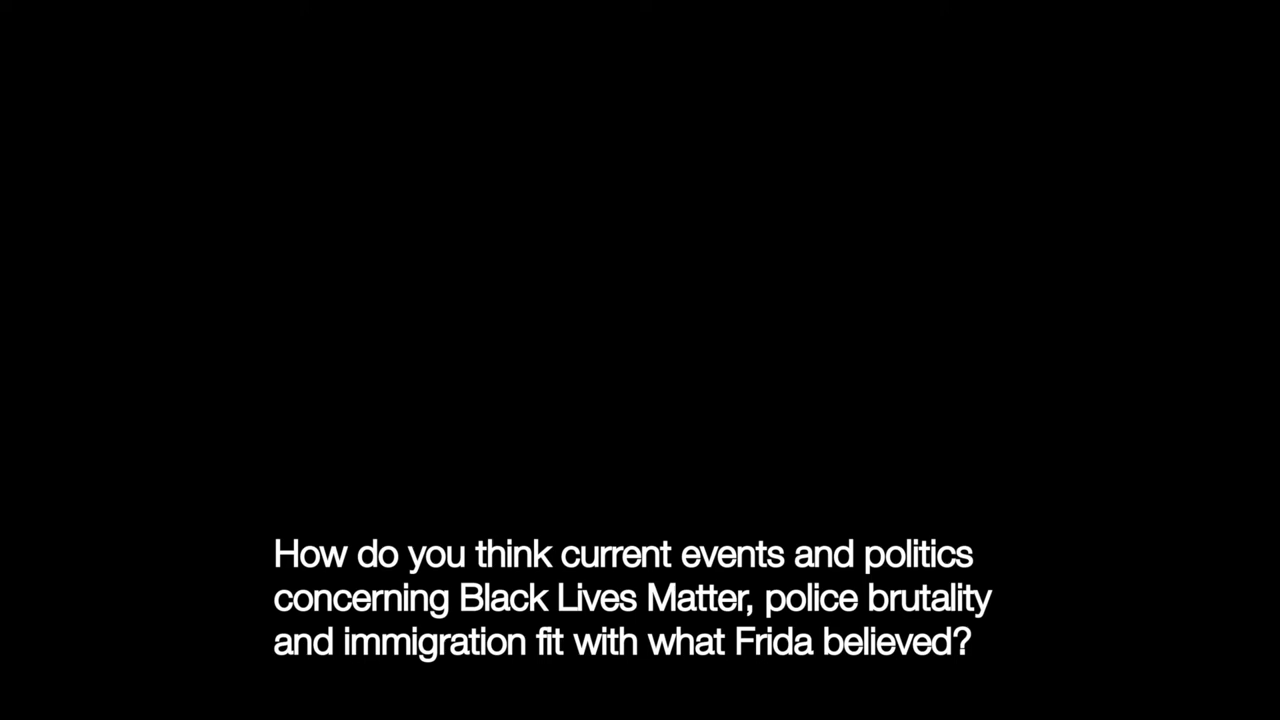 How do you think current events and politics
concerning Black Lives Matter, police brutality
and immigration fit with what Frida believed?